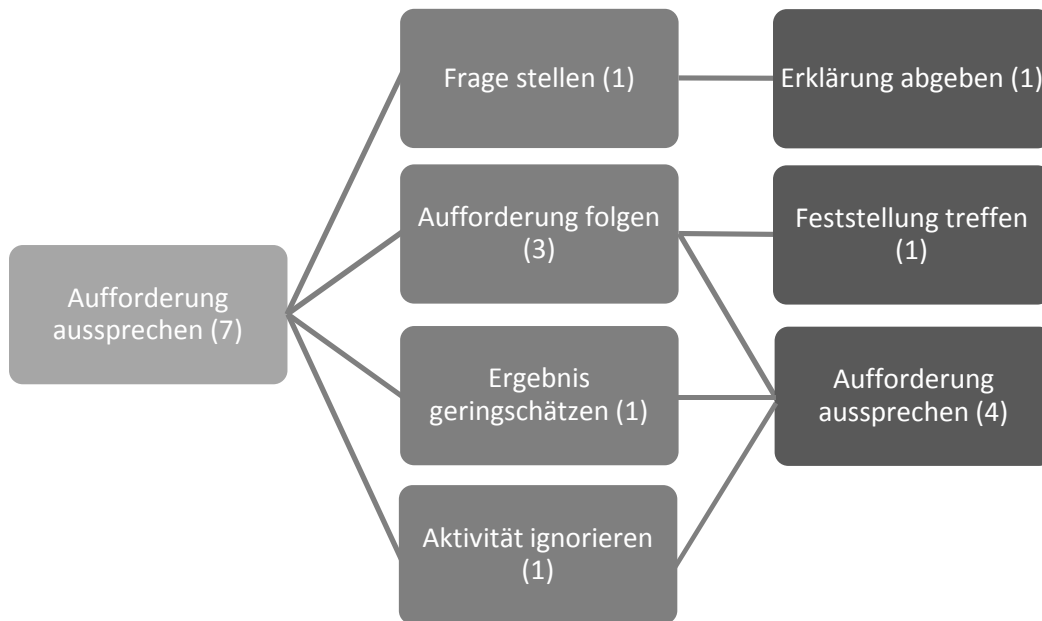 Frage stellen (1)
Erklärung abgeben (1)
Aufforderung folgen
(3)
Feststellung treffen
(1)
Aufforderung
aussprechen (7)
Ergebnis
geringschätzen (1)
Aufforderung
aussprechen (4)
Aktivität ignorieren
(1)